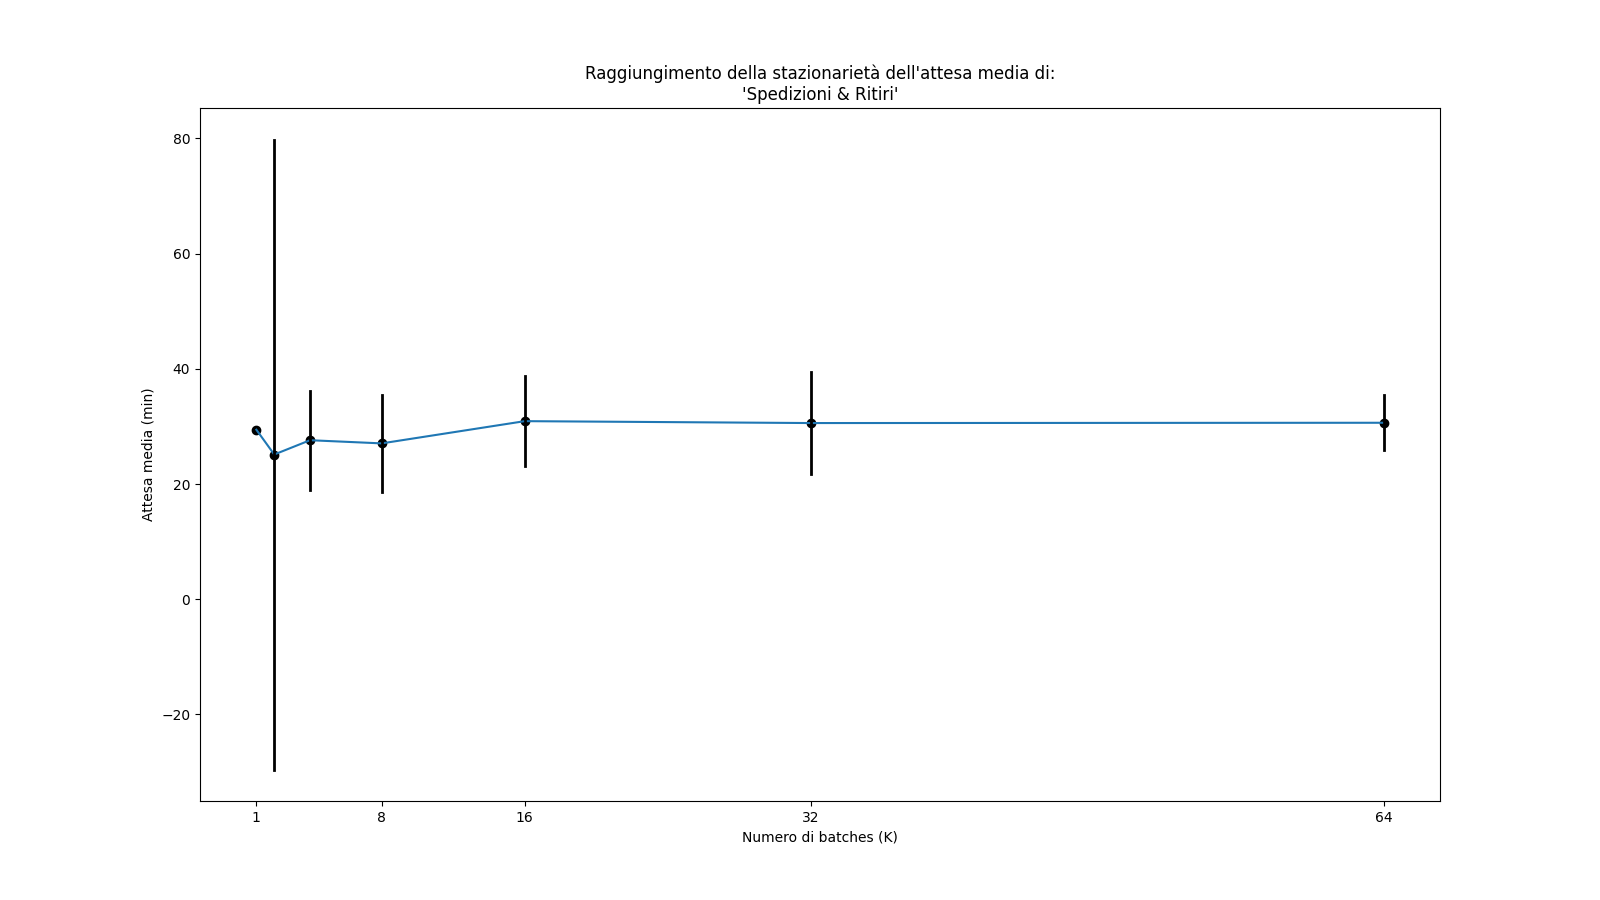 Raggiungimento della stazionarietà dell'attesa media di:
'Spedizioni & Ritiri'
80
60
40
20
0
−20
Attesa media (min)
1 8 16 32 64
Numero di batches (K)